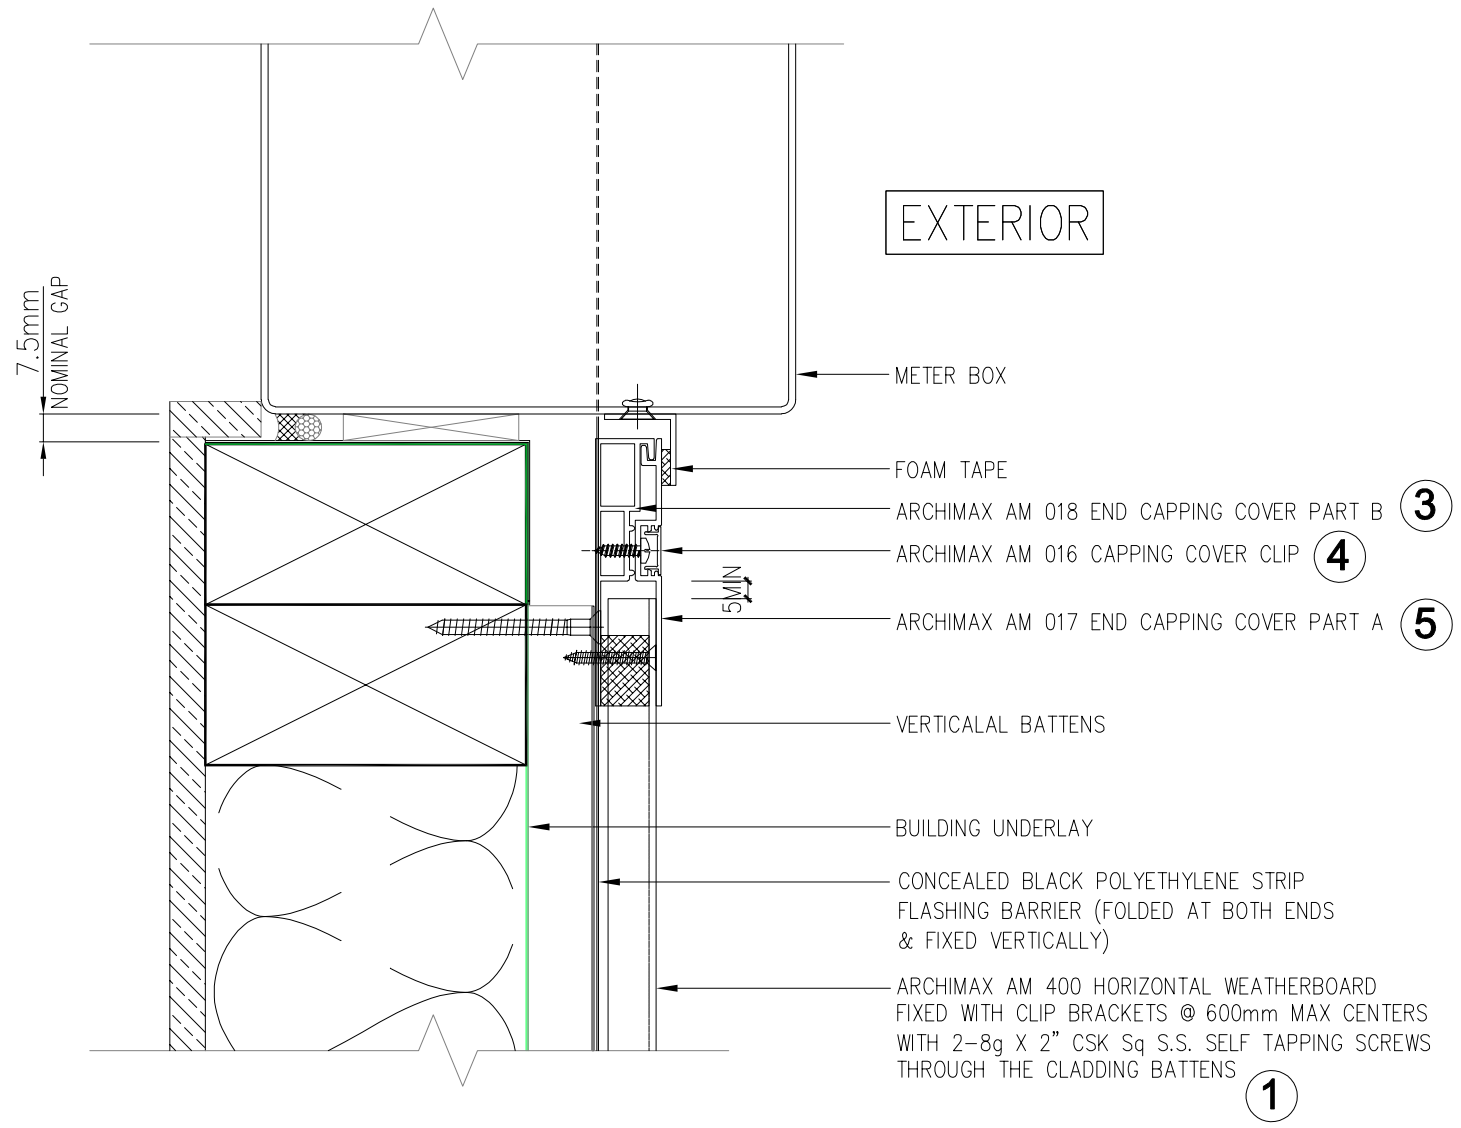 EXTERIOR
7.5mm
NOMINAL GAP
METER BOX
FOAM TAPE
ARCHIMAX AM 018 END CAPPING COVER PART B 3
ARCHIMAX AM 016 CAPPING COVER CLIP 4
5MIN
ARCHIMAX AM 017 END CAPPING COVER PART A 5
VERTICALAL BATTENS
BUILDING UNDERLAY
CONCEALED BLACK POLYETHYLENE STRIP
FLASHING BARRIER (FOLDED AT BOTH ENDS
& FIXED VERTICALLY)
ARCHIMAX AM 400 HORIZONTAL WEATHERBOARD
FIXED WITH CLIP BRACKETS @ 600mm MAX CENTERS
WITH 2-8g X 2” CSK Sq S.S. SELF TAPPING SCREWS
THROUGH THE CLADDING BATTENS
1